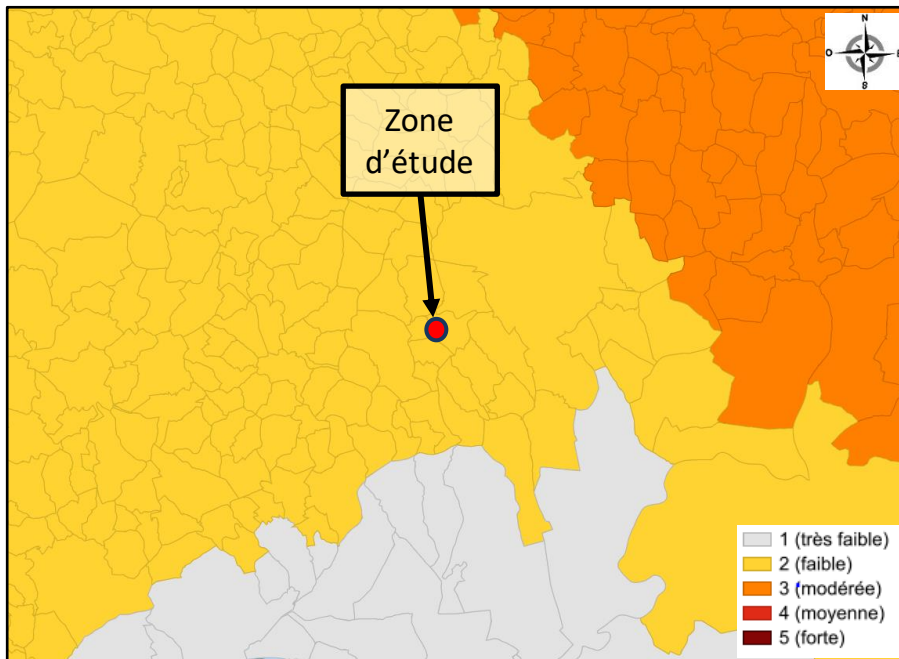 N
O
E
S
Zone
d'étude
1 (très faible)
2 (faible)
3 (modérée)
4 (moyenne)
5 (forte)